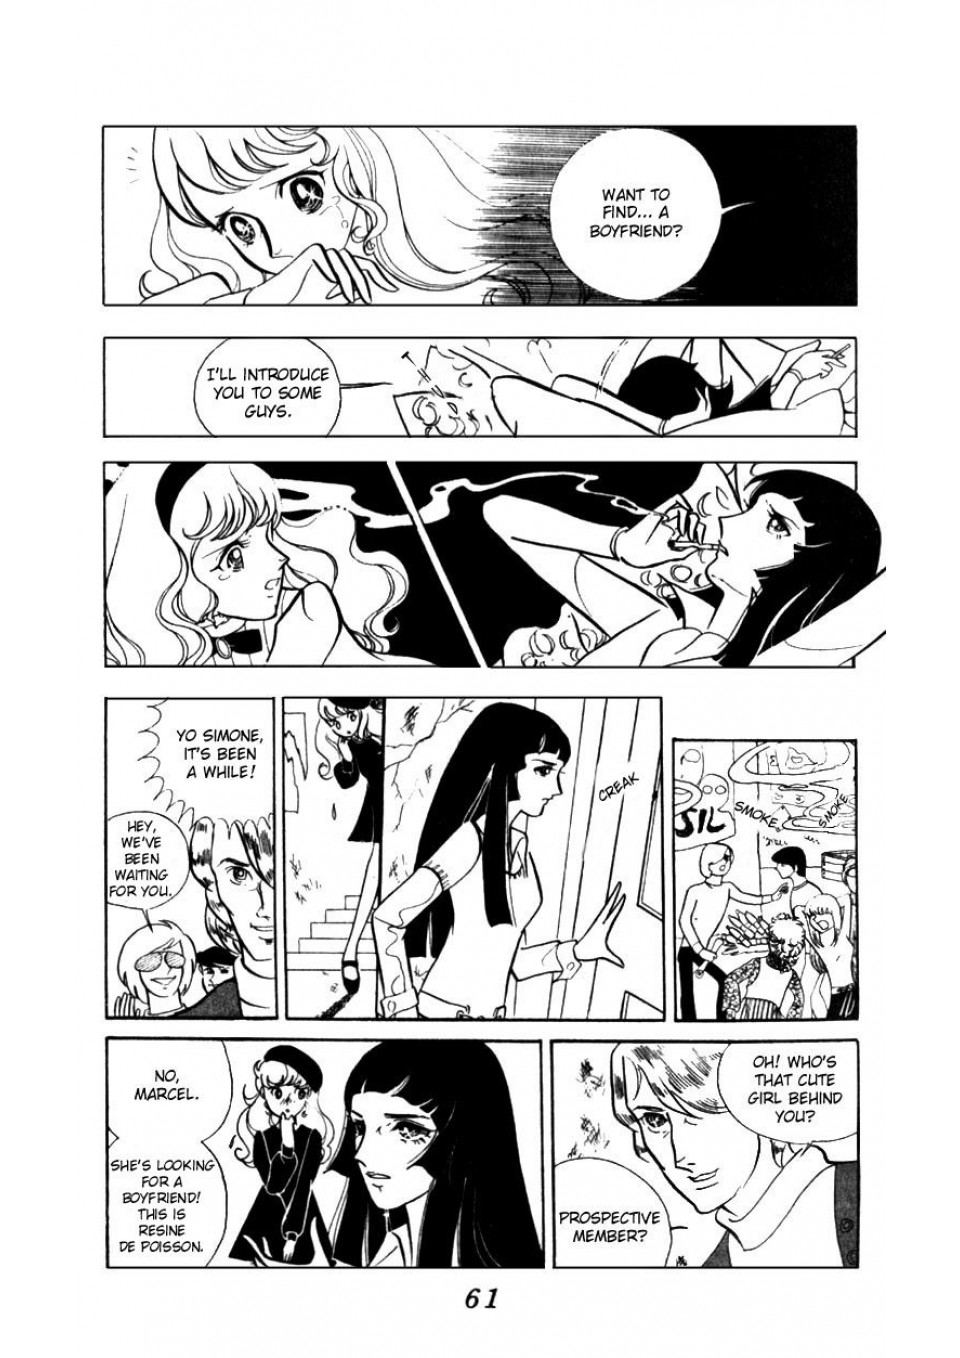 WANT TO
FIND... A
BOYFRIEND?
I'LL INTRODUCE
YOU TO SOME
GUYS.
SIL
SMOKE
SMOKE
CREAK
YO SIMONE,
IT'S BEEN
A WHILE!
HEY,
WE'VE
BEEN
WAITING
FOR YOU.
OH! WHO'S
THAT CUTE
GIRL BEHIND
YOU?
PROSPECTIVE
MEMBER?
NO,
MARCEL.
SHE'S LOOKING
FOR A
BOYFRIEND!
THIS IS
RESINE
DE POISSON.
61